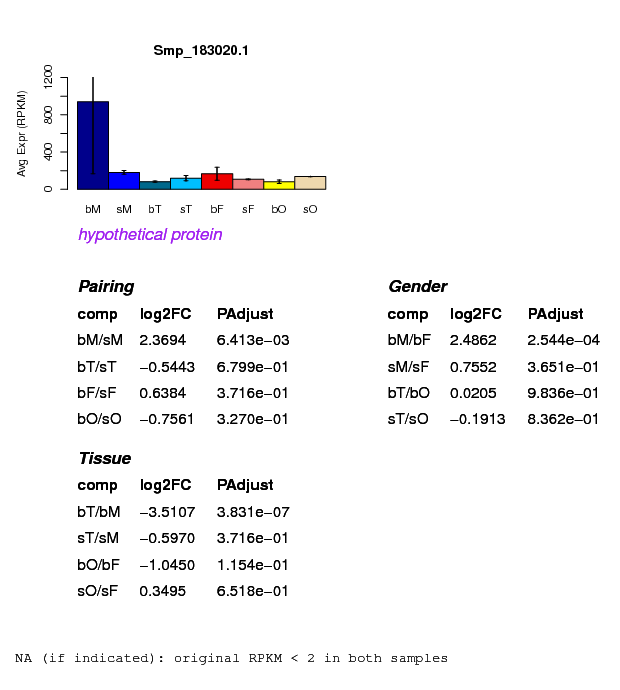 Smp_183020.1
Avg Expr (RPKM)
0 400 800 1200
bM sM bT sT bF sF bO sO
hypothetical protein
Pairing
comp log2FC PAdjust
bM/sM 2.3694 6.413e−03
bT/sT −0.5443 6.799e−01
bF/sF 0.6384 3.716e−01
bO/sO −0.7561 3.270e−01
Gender
comp log2FC PAdjust
bM/bF 2.4862 2.544e−04
sM/sF 0.7552 3.651e−01
bT/bO 0.0205 9.836e−01
sT/sO −0.1913 8.362e−01
Tissue
comp log2FC PAdjust
bT/bM −3.5107 3.831e−07
sT/sM −0.5970 3.716e−01
bO/bF −1.0450 1.154e−01
sO/sF 0.3495 6.518e−01
NA (if indicated): original RPKM < 2 in both samples